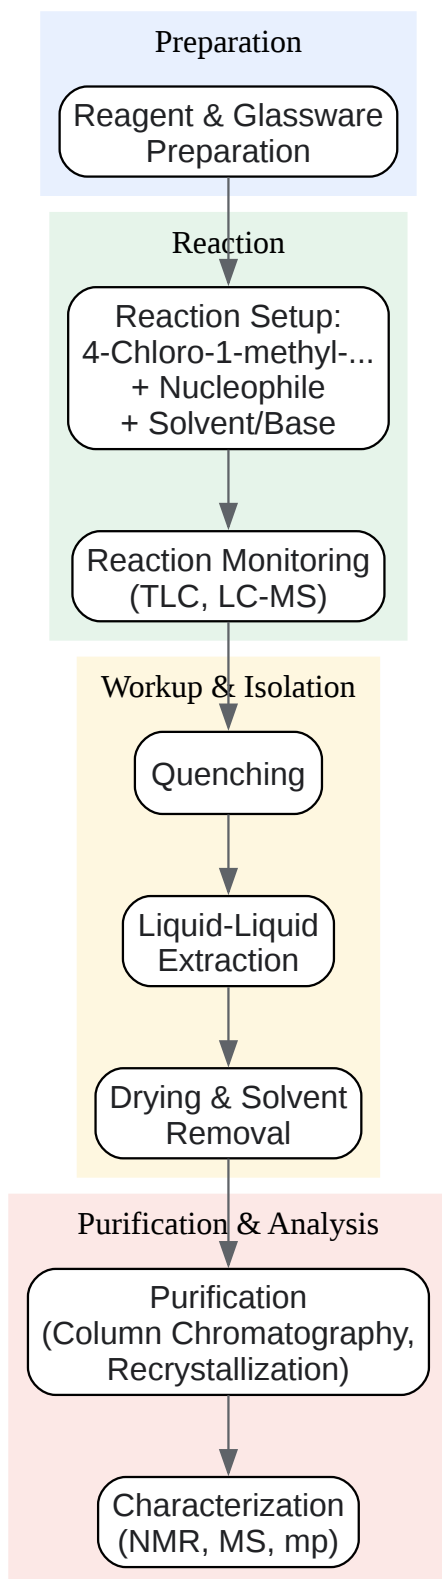 Preparation
Reagent & Glassware
Preparation
Reaction
Reaction Setup:
4-Chloro-1-methyl-...
+ Nucleophile
+ Solvent/Base
Reaction Monitoring
(TLC, LC-MS)
Workup & Isolation
Quenching
Liquid-Liquid
Extraction
Drying & Solvent
Removal
Purification & Analysis
Purification
(Column Chromatography,
Recrystallization)
Characterization
(NMR, MS, mp)